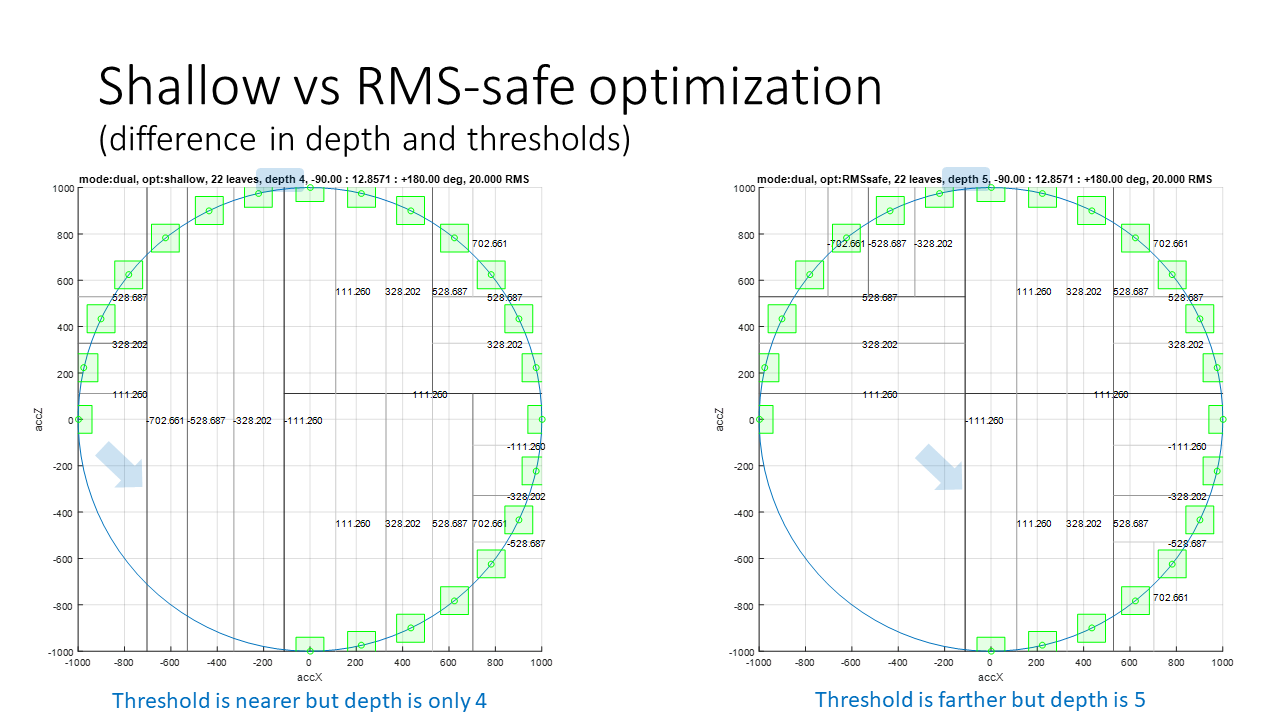 Shallow vs RMS-safe optimization
(difference in depth and thresholds)
mode:dual, opt:shallow, 22 leaves, depth 4, -90.00 : 12.8571 : +180.00 deg, 20.000 RMS
1000
800
702.661
600
111.260 328.202 528.687
528.687 528.687
400
328.202 328.202
200
111.260 111.260
accZ
0
-702.661 -528.687 -328.202 -111.260
-111.260
-200
-328.202
-400
111.260 328.202 528.687 702.661
-528.687
-600
-800
-1000
-1000 -800 -600 -400 -200 0 200 400 600 800 1000
accX
Threshold is nearer but depth is only 4
mode:dual, opt:RMSsafe, 22 leaves, depth 5, -90.00 : 12.8571 : +180.00 deg, 20.000 RMS
1000
800
-702.661 -528.687 -328.202 702.661
600
111.260 328.202 528.687
528.687 528.687
400
328.202 328.202
200
111.260 111.260
accZ
0
-111.260
-111.260
-200
-328.202
-400
111.260 328.202 528.687
-528.687
-600
702.661
-800
-1000
-1000 -800 -600 -400 -200 0 200 400 600 800 1000
accX
Threshold is farther but depth is 5